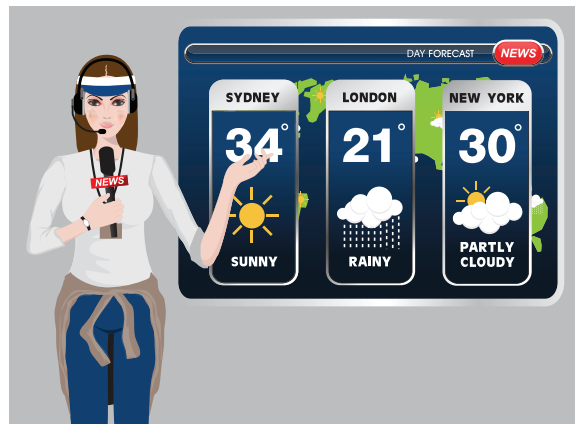 DAY FORECAST
NEWS
SYDNEY
34°
SUNNY
LONDON
21°
RAINY
NEW YORK
30°
PARTLY
CLOUDY
NEWS